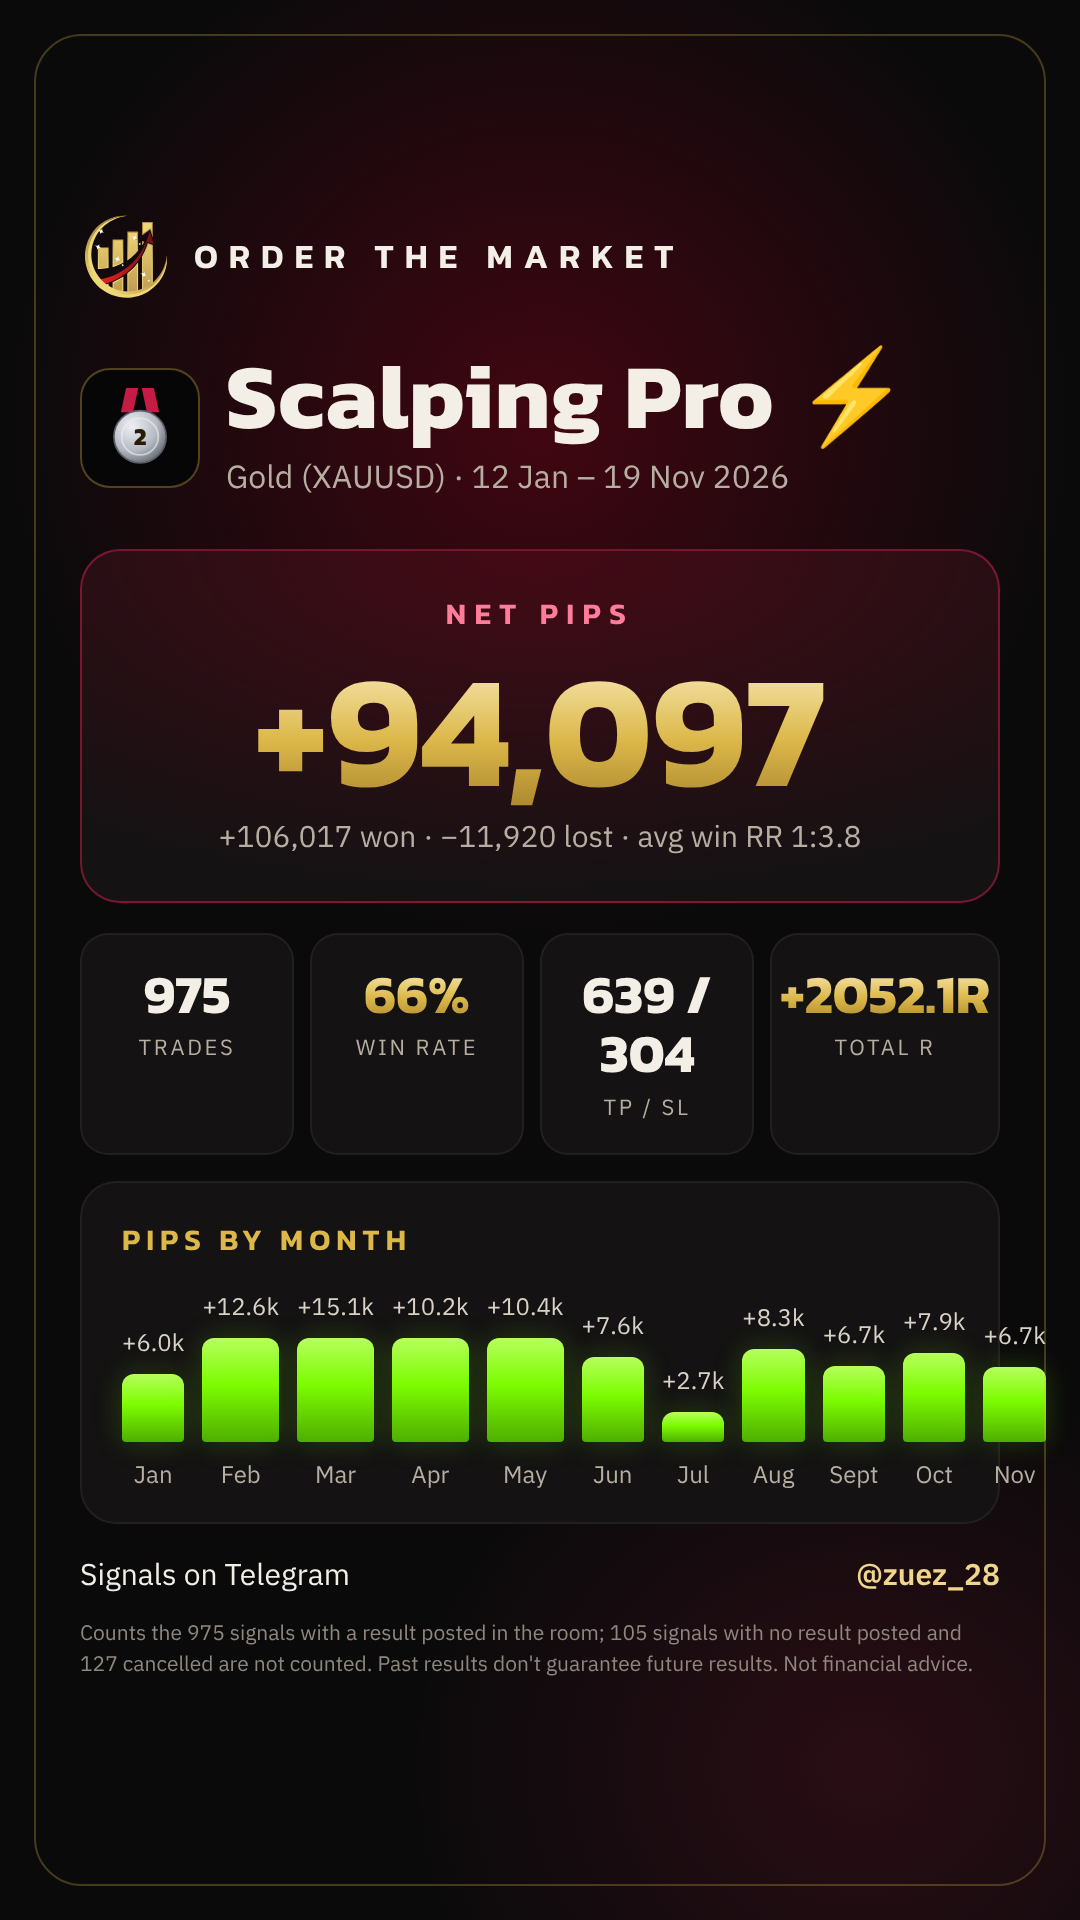 ORDER THE MARKET
2
Scalping Pro ⚡
Gold (XAUUSD) · 12 Jan – 19 Nov 2026
NET PIPS
+94,097
+106,017 won · −11,920 lost · avg win RR 1:3.8
975
TRADES
66%
WIN RATE
639 /
304
TP / SL
+2052.1R
TOTAL R
PIPS BY MONTH
+6.0k +12.6k +15.1k +10.2k +10.4k +7.6k +2.7k +8.3k +6.7k +7.9k +6.7k
Jan Feb Mar Apr May Jun Jul Aug Sept Oct Nov
Signals on Telegram @zuez_28
Counts the 975 signals with a result posted in the room; 105 signals with no result posted and
127 cancelled are not counted. Past results don't guarantee future results. Not financial advice.